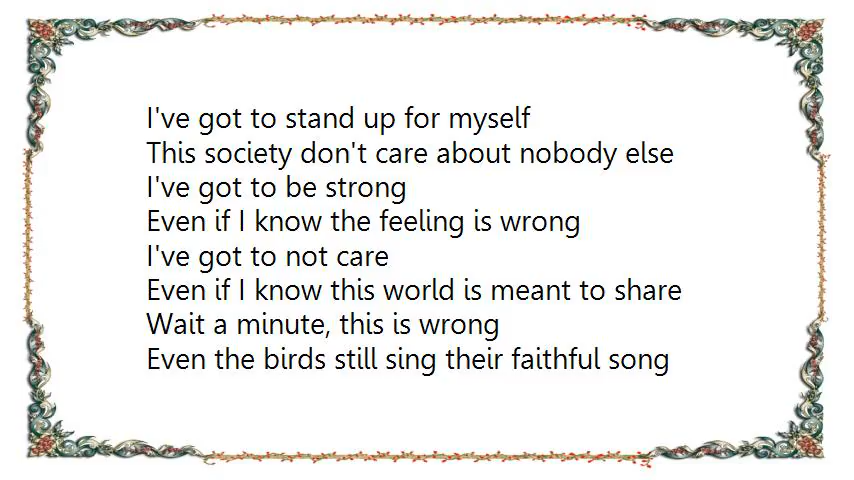 I've got to stand up for myself
This society don't care about nobody else
I've got to be strong
Even if I know the feeling is wrong
I've got to not care
Even if I know this world is meant to share
Wait a minute, this is wrong
Even the birds still sing their faithful song